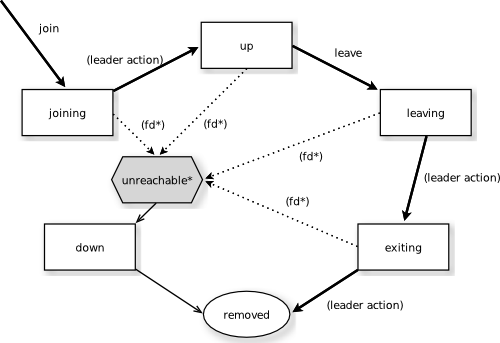 join
(leader action)
up
leave
joining
leaving
(fd*)
(fd*)
(fd*)
unreachable*
(leader action)
(fd*)
down
exiting
(leader action)
removed